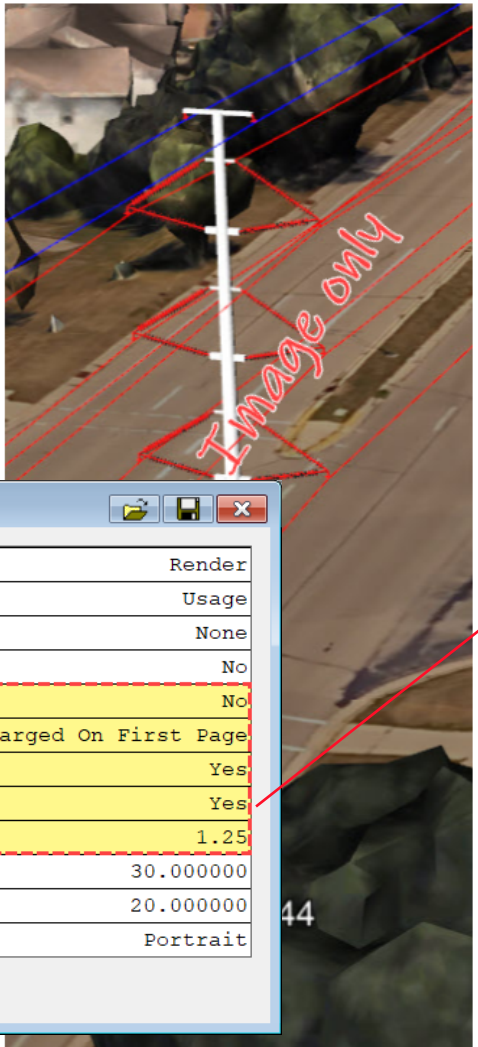 Image only
Render
Usage
None
No
No
arged On First Page
Yes
Yes
1.25
30.000000
20.000000
Portrait
44